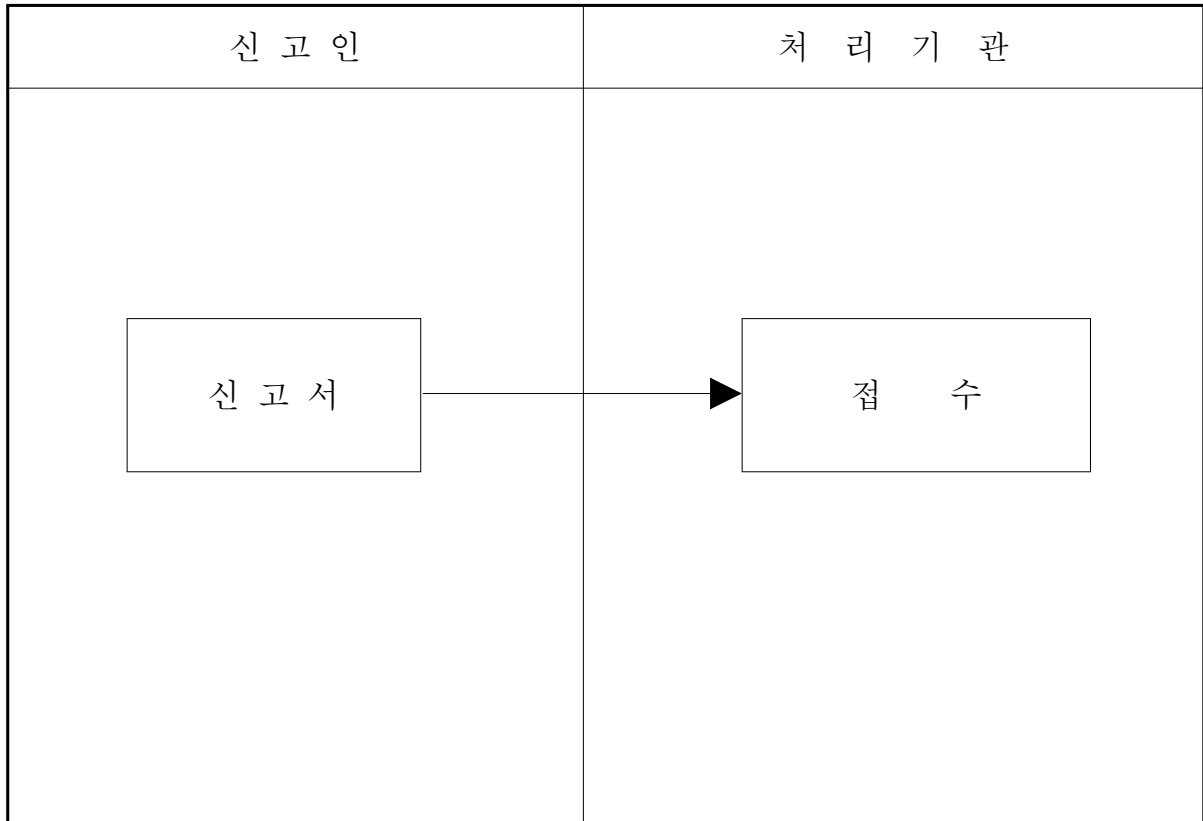 신 고 인
처 리 기 관
신 고 서
접 수